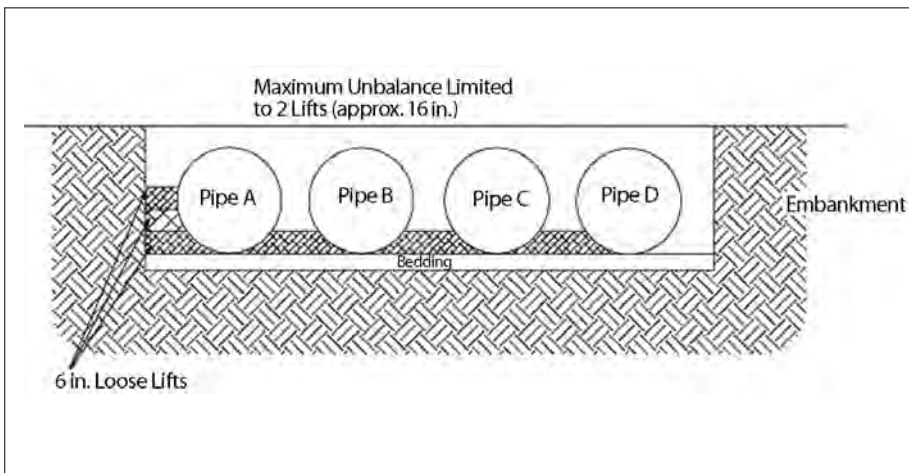 Maximum Unbalance Limited
to 2 Lifts (approx. 16 in.)
Pipe A
Pipe B
Pipe C
Pipe D
Embankment
Bedding
6 in. Loose Lifts